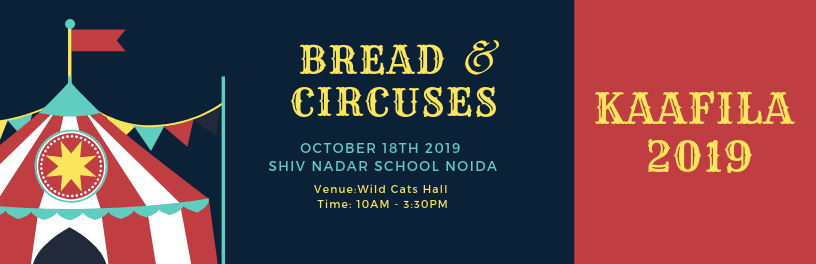 BREAD &
CIRCUSES
OCTOBER 18TH 2019
SHIV NADAR SCHOOL NOIDA
Venue:Wild Cats Hall
Time: 10AM - 3:30PM
KAAFILA
2019